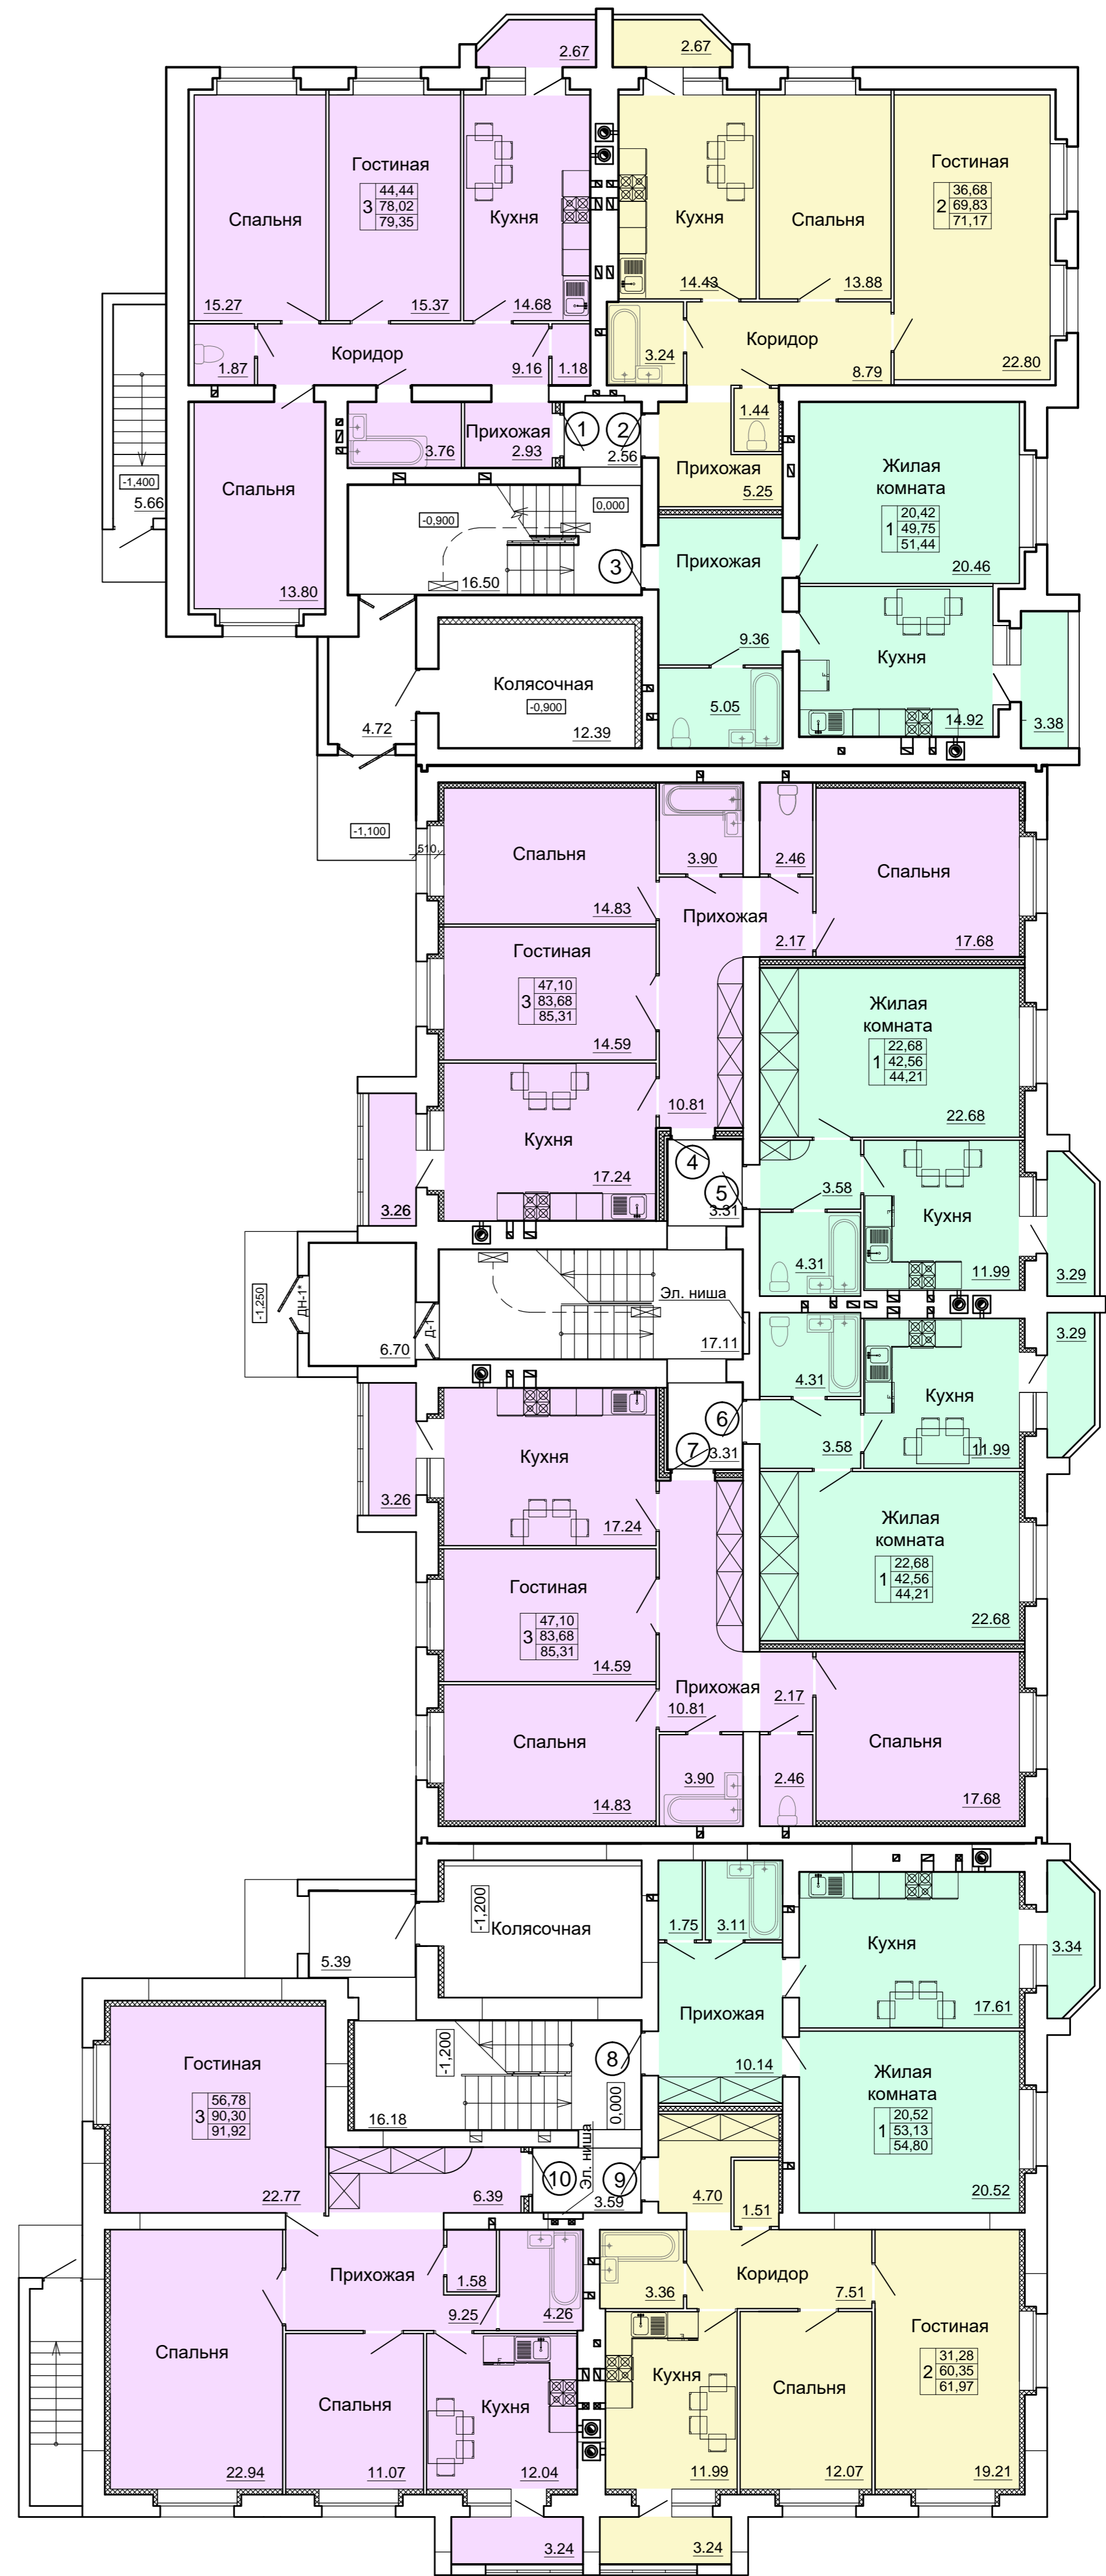 2.67
2.67
Гостиная
44,44
3
78,02
79,35
Спальня
Кухня
15.27
15.37
14.68
Кухня
Спальня
Гостиная
36,68
2
69,83
71,17
14.43
13.88
22.80
Коридор
1.87
9.16
1.18
3.24
Коридор
8.79
1.44
3.76
Прихожая
2.93
1
2
2.56
Прихожая
5.25
-1,400
5.66
Спальня
13.80
-0,900
0,000
16.50
3
Жилая
комната
20,42
1
49,75
51,44
20.46
Прихожая
9.36
Кухня
14.92
3.38
5.05
Колясочная
-0,900
12.39
4.72
-1,100
510
Спальня
14.83
3.90
2.46
Спальня
17.68
Прихожая
2.17
Гостиная
47,10
3
83,68
85,31
14.59
10.81
Жилая
комната
22,68
1
42,56
44,21
22.68
Кухня
17.24
3.26
4
5
3.31
3.58
Кухня
11.99
4.31
3.29
-1,250
ДН-1*
6.70
Д-1
Эл. ниша
17.11
3.29
4.31
Кухня
11.99
3.58
6
7
3.31
Кухня
17.24
3.26
Жилая
комната
22,68
1
42,56
44,21
22.68
Гостиная
47,10
3
83,68
85,31
14.59
Прихожая
10.81
2.17
Спальня
14.83
3.90
2.46
Спальня
17.68
-1,200
Колясочная
5.39
1.75
3.11
Кухня
17.61
3.34
Прихожая
10.14
-1,200
8
0,000
16.18
Жилая
комната
20,52
1
53,13
54,80
20.52
Гостиная
56,78
3
90,30
91,92
22.77
6.39
10
Эл. ниша
9
3.59
4.70
1.51
Прихожая
9.25
1.58
4.26
3.36
Коридор
7.51
Спальня
22.94
Спальня
11.07
Кухня
12.04
Кухня
11.99
Спальня
12.07
Гостиная
31,28
2
60,35
61,97
19.21
3.24
3.24